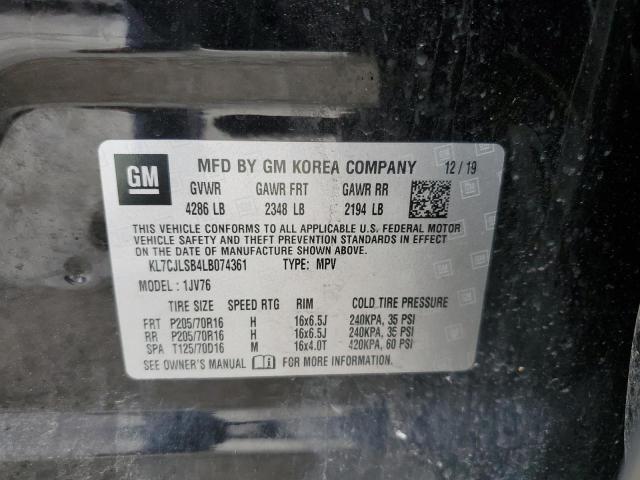 GM
MFD BY GM KOREA COMPANY 12/19
GVWR GAWR FRT GAWR RR
4286 LB 2348 LB 2194 LB
THIS VEHICLE CONFORMS TO ALL APPLICABLE U.S. FEDERAL MOTOR
VEHICLE SAFETY AND THEFT PREVENTION STANDARDS IN EFFECT
ON THE DATE OF MANUFACTURE SHOWN ABOVE.
KL7CJLSB4LB074361 TYPE: MPV
MODEL : 1JV76
TIRE SIZE SPEED RTG RIM COLD TIRE PRESSURE
FRT P205/70R16 H 16x6.5J 240KPA, 35 PSI
RR P205/70R16 H 16x6.5J 240KPA, 35 PSI
SPA T125/70D16 M 16x4.0T 420KPA, 60 PSI
SEE OWNER'S MANUAL FOR MORE INFORMATION